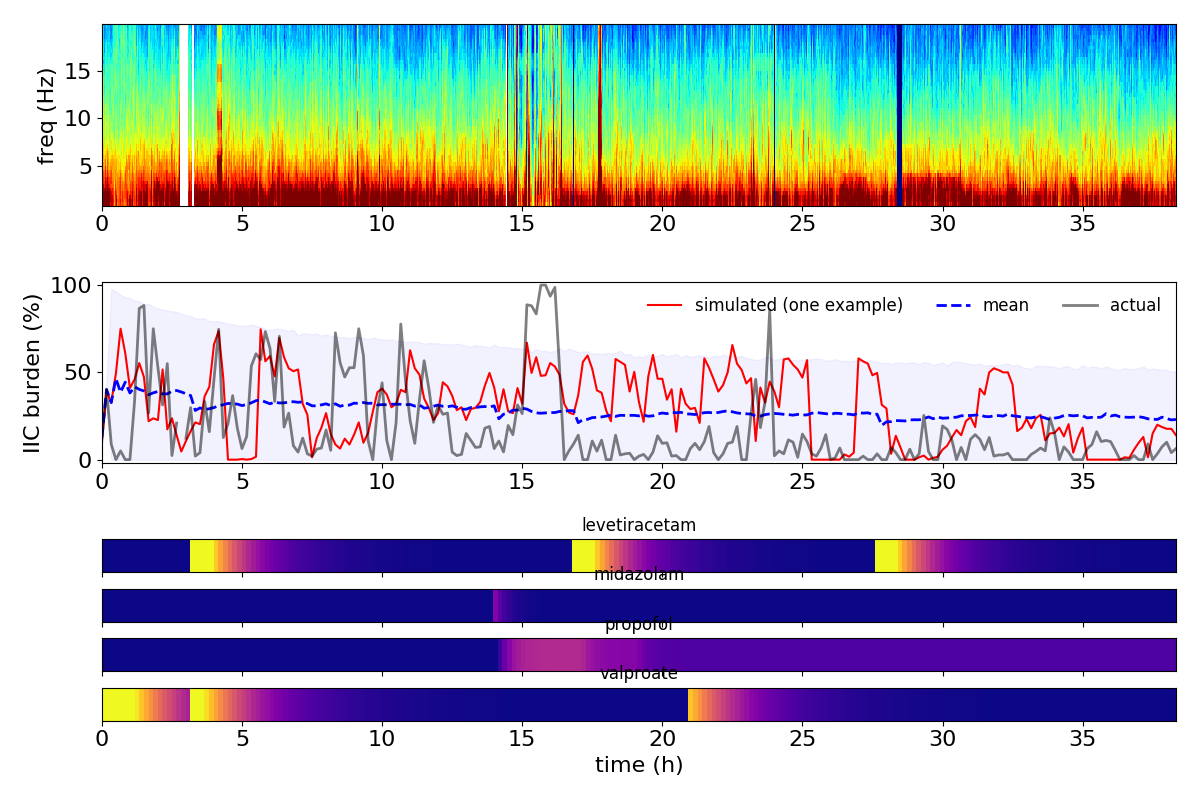 freq (Hz)
15
10
5
0 5 10 15 20 25 30 35
IIC burden (%)
100
50
0
simulated (one example) mean actual
0 5 10 15 20 25 30 35
levetiracetam
midazolam
propofol
valproate
0 5 10 15 20 25 30 35
time (h)